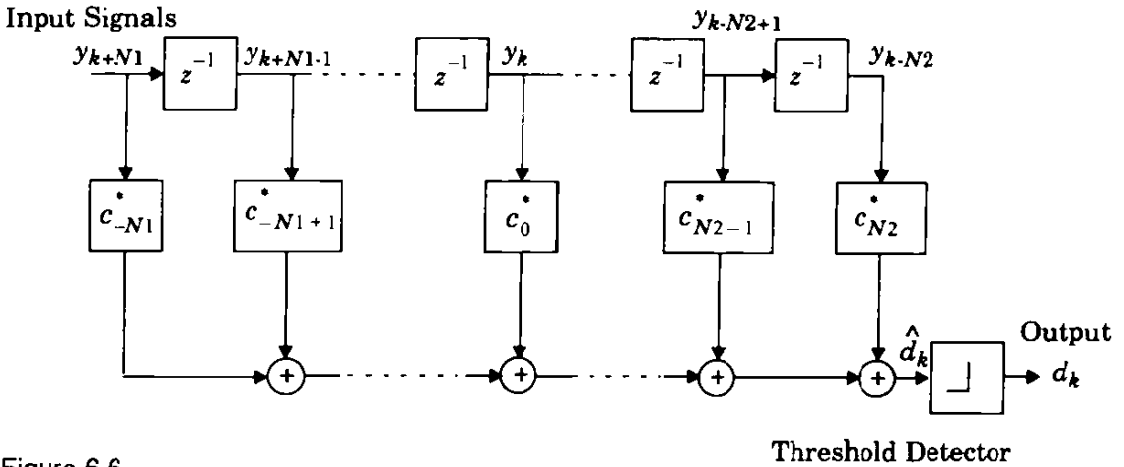 Input Signals
y_{k+N1} z^{-1} y_{k+N1-1} z^{-1} y_k z^{-1} y_{k-N2+1} z^{-1} y_{k-N2}
c^*_{-N1} c^*_{-N1+1} c^*_0 c^*_{N2-1} c^*_{N2}
+ + + + \hat{d}_k Output d_k
Threshold Detector
Figure 6.6